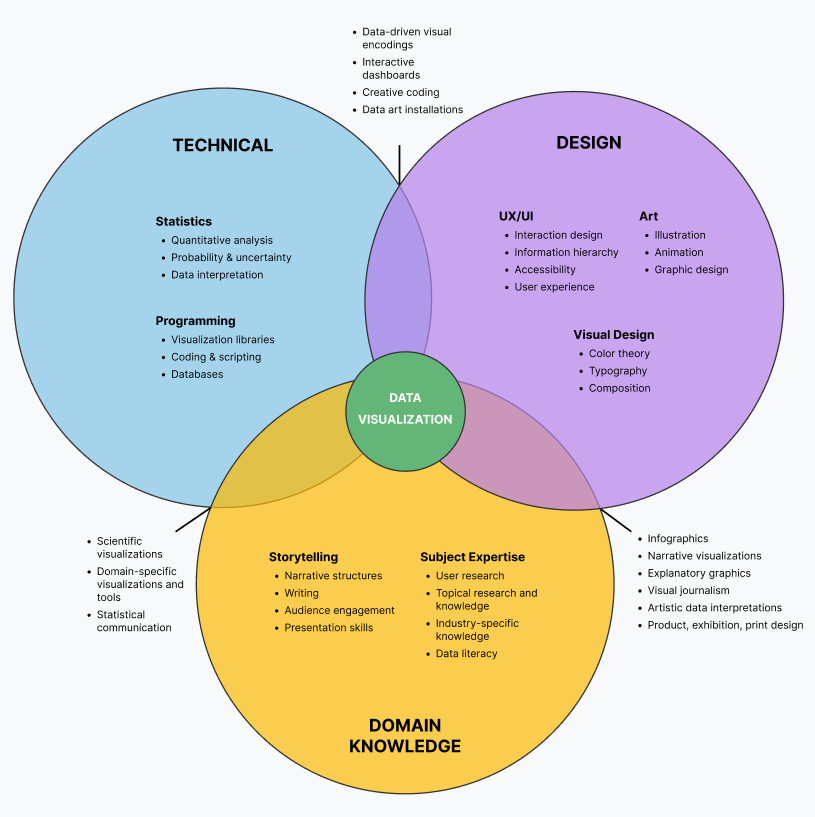 • Data-driven visual
encodings
• Interactive
dashboards
• Creative coding
• Data art installations
TECHNICAL
Statistics
• Quantitative analysis
• Probability & uncertainty
• Data interpretation
Programming
• Visualization libraries
• Coding & scripting
• Databases
DESIGN
UX/UI
• Interaction design
• Information hierarchy
• Accessibility
• User experience
Art
• Illustration
• Animation
• Graphic design
Visual Design
• Color theory
• Typography
• Composition
DATA
VISUALIZATION
• Scientific
visualizations
• Domain-specific
visualizations and
tools
• Statistical
communication
Storytelling
• Narrative structures
• Writing
• Audience engagement
• Presentation skills
Subject Expertise
• User research
• Topical research and
knowledge
• Industry-specific
knowledge
• Data literacy
• Infographics
• Narrative visualizations
• Explanatory graphics
• Visual journalism
• Artistic data interpretations
• Product, exhibition, print design
DOMAIN
KNOWLEDGE